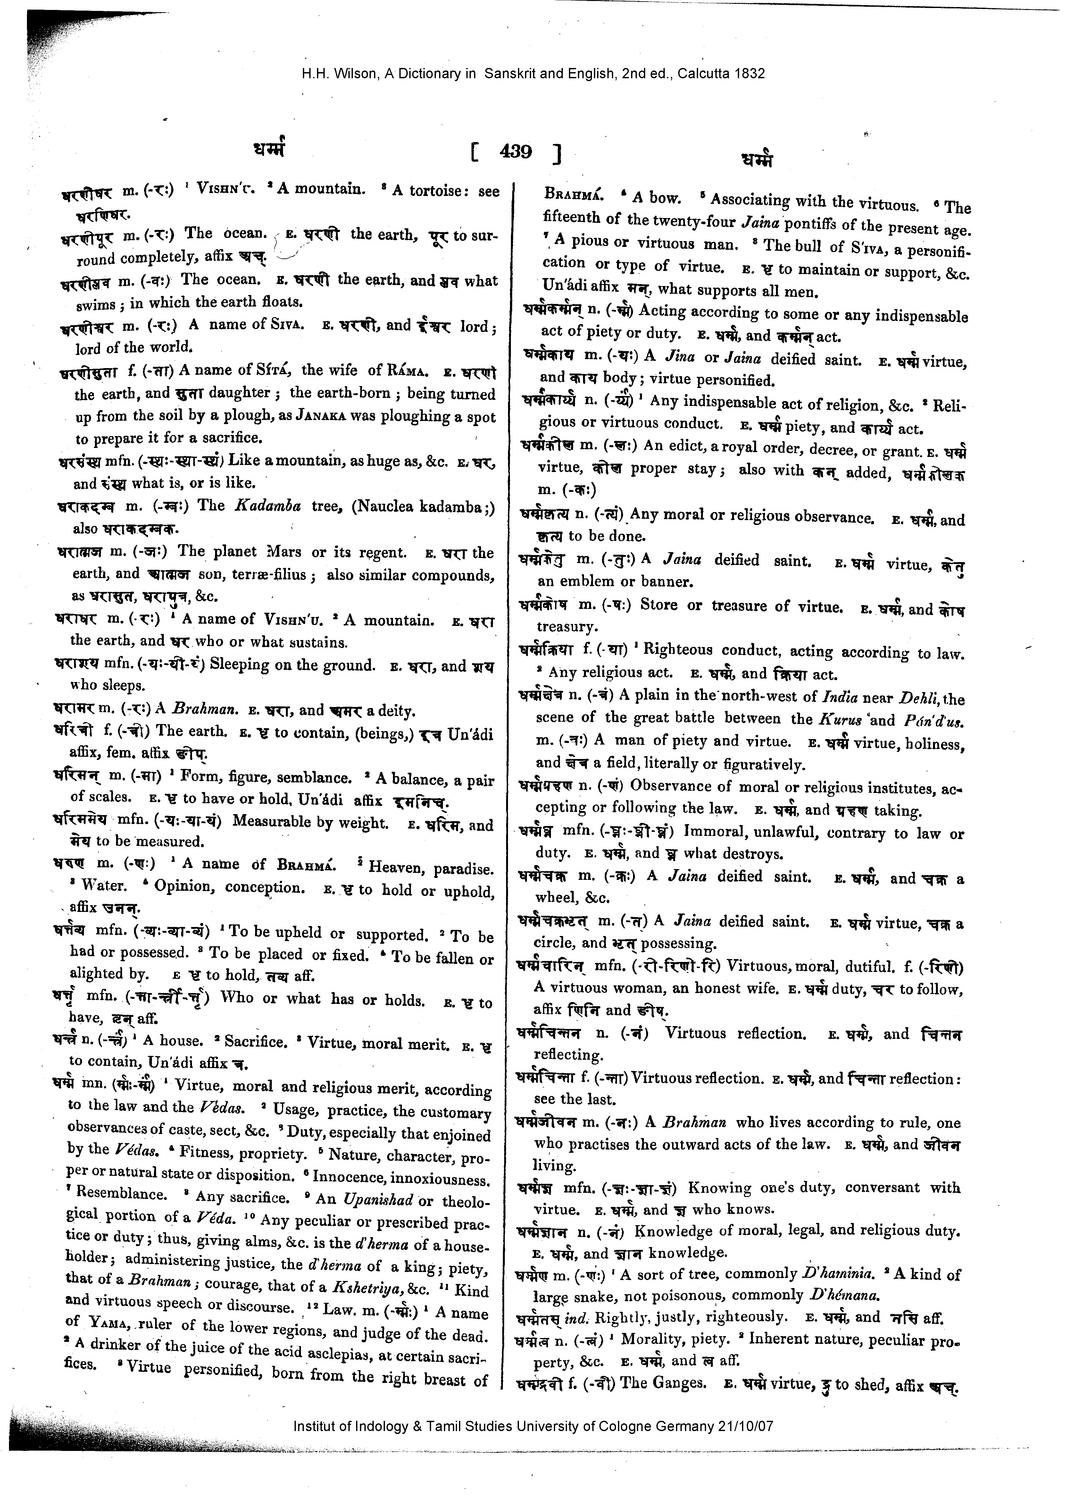 H.H. Wilson, A Dictionary in Sanskrit and English, 2nd ed., Calcutta 1832
धर्म्म
[ 439 ]
धर्म्म
धरणीधर m. (-रः) ¹ VISHN'U. ² A mountain. ³ A tortoise: see
धरणिधर.
धरणीपूर m. (-रः) The ocean. E. धरणी the earth, पूर to sur-
round completely, affix अच्.
धरणीप्लव m. (-वः) The ocean. E. धरणी the earth, and प्लव what
swims; in which the earth floats.
धरणीश्वर m. (-रः) A name of SIVA. E. धरणी, and ईश्वर lord;
lord of the world.
धरणीसुता f. (-ता) A name of SÍTÁ, the wife of RÁMA. E. धरणी
the earth, and सुता daughter; the earth-born; being turned
up from the soil by a plough, as JANAKA was ploughing a spot
to prepare it for a sacrifice.
धरसंस्थ mfn. (-स्थः-स्था-स्थं) Like a mountain, as huge as, &c. E. धर,
and संस्थ what is, or is like.
धराकदम्ब m. (-म्बः) The Kadamba tree, (Nauclea kadamba;)
also धराकदम्बक.
धरात्मज m. (-जः) The planet Mars or its regent. E. धरा the
earth, and आत्मज son, terræ-filius; also similar compounds,
as धरासुत, धरापुत्र, &c.
धराधर m. (-रः) ¹ A name of VISHN'U. ² A mountain. E. धरा
the earth, and धर who or what sustains.
धराशय mfn. (-यः-यी-यं) Sleeping on the ground. E. धरा, and शय
who sleeps.
धरामर m. (-रः) A Brahman. E. धरा, and अमर a deity.
धरित्री f. (-त्री) The earth. E. धृ to contain, (beings,) इत्र Un'ádi
affix, fem. affix ङीप्.
धरिमन् m. (-मा) ¹ Form, figure, semblance. ² A balance, a pair
of scales. E. धृ to have or hold, Un'ádi affix इमनिच्.
धरिममेय mfn. (-यः-या-यं) Measurable by weight. E. धरिम, and
मेय to be measured.
धरुण m. (-णः) ¹ A name of BRAHMÁ. ² Heaven, paradise.
³ Water. ⁴ Opinion, conception. E. धृ to hold or uphold,
affix उनन्.
धर्त्तव्य mfn. (-व्यः-व्या-व्यं) ¹ To be upheld or supported. ² To be
had or possessed. ³ To be placed or fixed. ⁴ To be fallen or
alighted by. E धृ to hold, तव्य aff.
धर्त्तृ mfn. (-र्त्ता-र्त्त्री-र्त्तृ) Who or what has or holds. E. धृ to
have, तृन् aff.
धर्त्र n. (-र्त्रं) ¹ A house. ² Sacrifice. ³ Virtue, moral merit. E. धृ
to contain, Un'ádi affix त्र.
धर्म्म mn. (र्म्मः-र्म्मं) ¹ Virtue, moral and religious merit, according
to the law and the Védas. ² Usage, practice, the customary
observances of caste, sect, &c. ³ Duty, especially that enjoined
by the Védas. ⁴ Fitness, propriety. ⁵ Nature, character, pro-
per or natural state or disposition. ⁶ Innocence, innoxiousness.
⁷ Resemblance. ⁸ Any sacrifice. ⁹ An Upanishad or theolo-
gical portion of a Véda. ¹⁰ Any peculiar or prescribed prac-
tice or duty; thus, giving alms, &c. is the d'herma of a house-
holder; administering justice, the d'herma of a king; piety,
that of a Brahman; courage, that of a Kshetriya, &c. ¹¹ Kind
and virtuous speech or discourse. ¹² Law. m. (-र्म्मः) ¹ A name
of YAMA, ruler of the lower regions, and judge of the dead.
² A drinker of the juice of the acid asclepias, at certain sacri-
fices. ³ Virtue personified, born from the right breast of
BRAHMÁ. ⁴ A bow. ⁵ Associating with the virtuous. ⁶ The
fifteenth of the twenty-four Jaina pontiffs of the present age.
⁷ A pious or virtuous man. ⁸ The bull of S'IVA, a personifi-
cation or type of virtue. E. धृ to maintain or support, &c.
Un'ádi affix मन्, what supports all men.
धर्म्मकर्म्मन् n. (-र्म्म) Acting according to some or any indispensable
act of piety or duty. E. धर्म्म, and कर्म्मन् act.
धर्म्मकाय m. (-यः) A Jina or Jaina deified saint. E. धर्म्म virtue,
and काय body; virtue personified.
धर्म्मकार्य्य n. (-र्य्यं) ¹ Any indispensable act of religion, &c. ² Reli-
gious or virtuous conduct. E. धर्म्म piety, and कार्य्य act.
धर्म्मकील m. (-लः) An edict, a royal order, decree, or grant. E. धर्म्म
virtue, कील proper stay; also with कन् added, धर्म्मकीलक
m. (-कः)
धर्म्मकृत्य n. (-त्यं) Any moral or religious observance. E. धर्म्म, and
कृत्य to be done.
धर्म्मकेतु m. (-तुः) A Jaina deified saint. E. धर्म्म virtue, केतु
an emblem or banner.
धर्म्मकोष m. (-षः) Store or treasure of virtue. E. धर्म्म, and कोष
treasury.
धर्म्मक्रिया f. (-या) ¹ Righteous conduct, acting according to law.
² Any religious act. E. धर्म्म, and क्रिया act.
धर्म्मक्षेत्र n. (-त्रं) A plain in the north-west of India near Dehli, the
scene of the great battle between the Kurus and Pán'd'us.
m. (-त्रः) A man of piety and virtue. E. धर्म्म virtue, holiness,
and क्षेत्र a field, literally or figuratively.
धर्म्मग्रहण n. (-णं) Observance of moral or religious institutes, ac-
cepting or following the law. E. धर्म्म, and ग्रहण taking.
धर्म्मघ्न mfn. (-घ्नः-घ्नी-घ्नं) Immoral, unlawful, contrary to law or
duty. E. धर्म्म, and घ्न what destroys.
धर्म्मचक्र m. (-क्रः) A Jaina deified saint. E. धर्म्म, and चक्र a
wheel, &c.
धर्म्मचक्रभृत् m. (-त) A Jaina deified saint. E. धर्म्म virtue, चक्र a
circle, and भृत् possessing.
धर्म्मचारिन् mfn. (-री-रिणी-रि) Virtuous, moral, dutiful. f. (-रिणी)
A virtuous woman, an honest wife. E. धर्म्म duty, चर to follow,
affix णिनि and ङीष्.
धर्म्मचिन्तन n. (-नं) Virtuous reflection. E. धर्म्म, and चिन्तन
reflecting.
धर्म्मचिन्ता f. (-न्ता) Virtuous reflection. E. धर्म्म, and चिन्ता reflection:
see the last.
धर्म्मजीवन m. (-नः) A Brahman who lives according to rule, one
who practises the outward acts of the law. E. धर्म्म, and जीवन
living.
धर्म्मज्ञ mfn. (-ज्ञः-ज्ञा-ज्ञं) Knowing one's duty, conversant with
virtue. E. धर्म्म, and ज्ञ who knows.
धर्म्मज्ञान n. (-नं) Knowledge of moral, legal, and religious duty.
E. धर्म्म, and ज्ञान knowledge.
धर्म्मण m. (-णः) ¹ A sort of tree, commonly D'haminia. ² A kind of
large snake, not poisonous, commonly D'hémana.
धर्म्मतस् ind. Rightly, justly, righteously. E. धर्म्म, and तसि aff.
धर्म्मत्व n. (-त्वं) ¹ Morality, piety. ² Inherent nature, peculiar pro-
perty, &c. E. धर्म्म, and त्व aff.
धर्म्मद्रवी f. (-वी) The Ganges. E. धर्म्म virtue, द्रु to shed, affix अच्.
Institut of Indology & Tamil Studies University of Cologne Germany 21/10/07